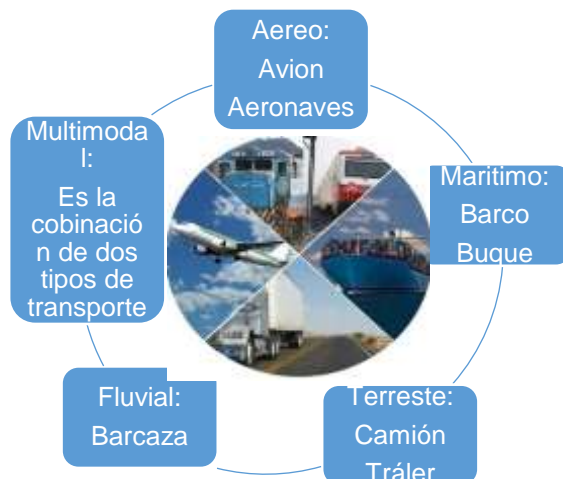 Aereo:
Avion
Aeronaves
Maritimo:
Barco
Buque
Terreste:
Camión
Tráler
Fluvial:
Barcaza
Multimoda
l:
Es la
cobinació
n de dos
tipos de
transporte